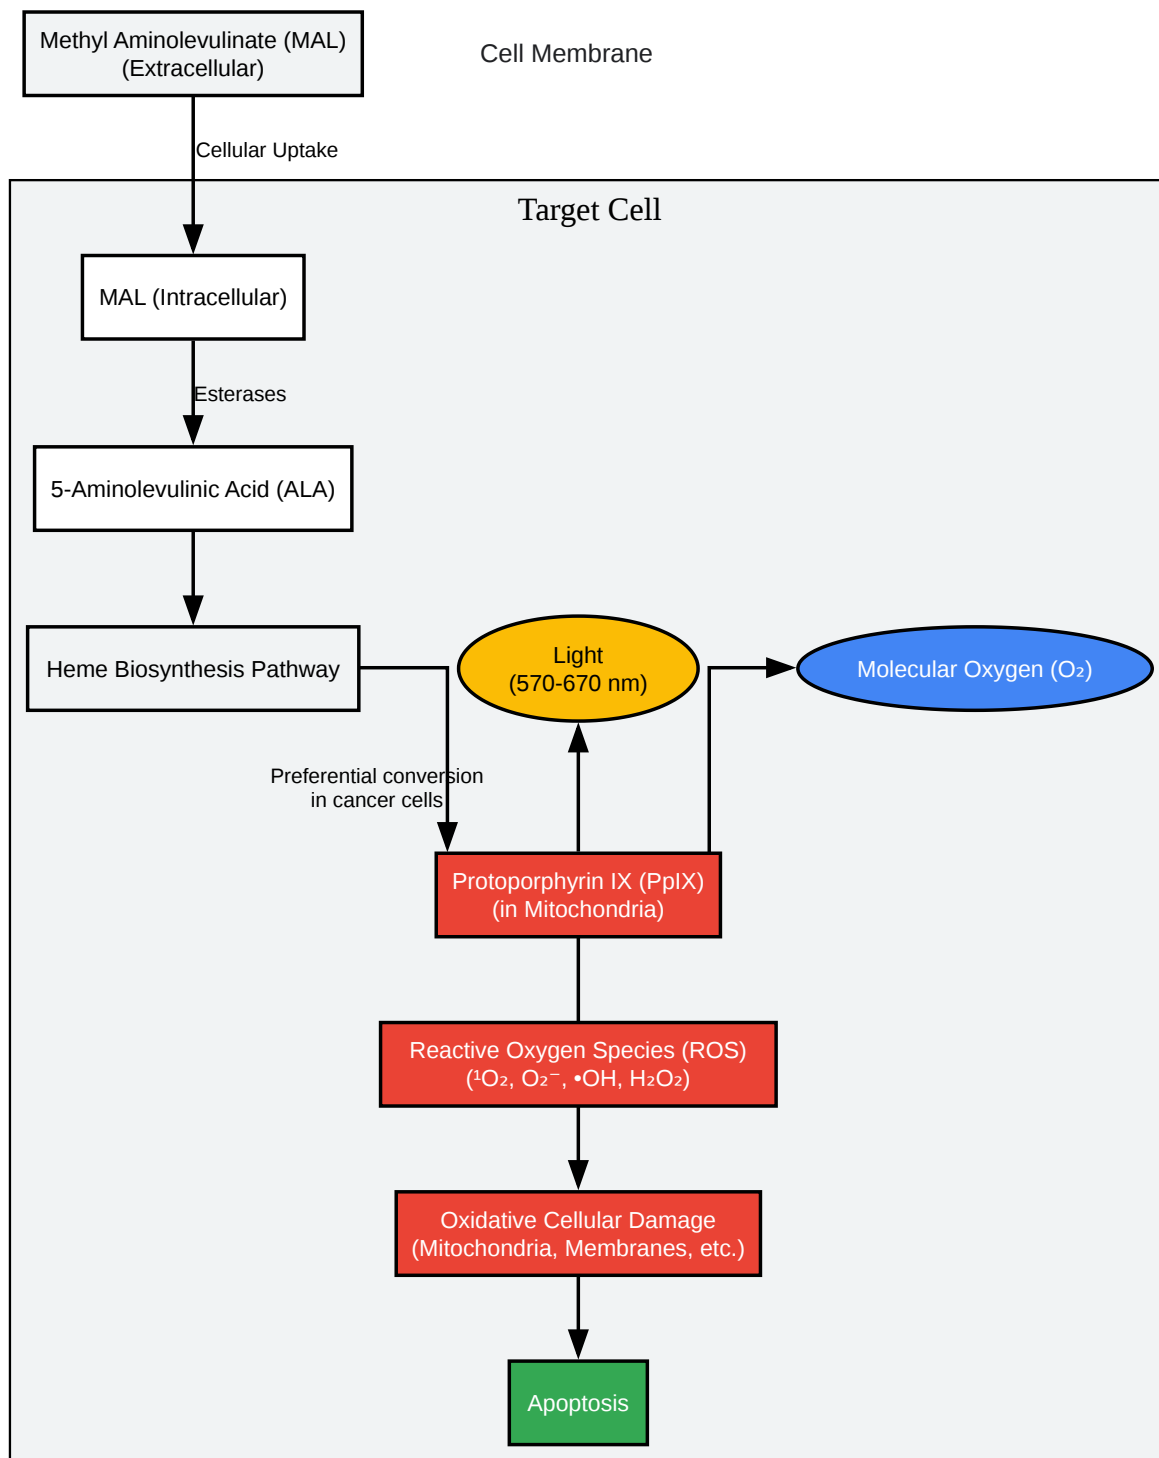 Methyl Aminolevulinate (MAL)
(Extracellular)
Cell Membrane
Cellular Uptake
Target Cell
MAL (Intracellular)
Esterases
5-Aminolevulinic Acid (ALA)
Heme Biosynthesis Pathway
Light
(570-670 nm)
Molecular Oxygen (O₂)
Preferential conversion
in cancer cells
Protoporphyrin IX (PpIX)
(in Mitochondria)
Reactive Oxygen Species (ROS)
(¹O₂, O₂⁻, •OH, H₂O₂)
Oxidative Cellular Damage
(Mitochondria, Membranes, etc.)
Apoptosis